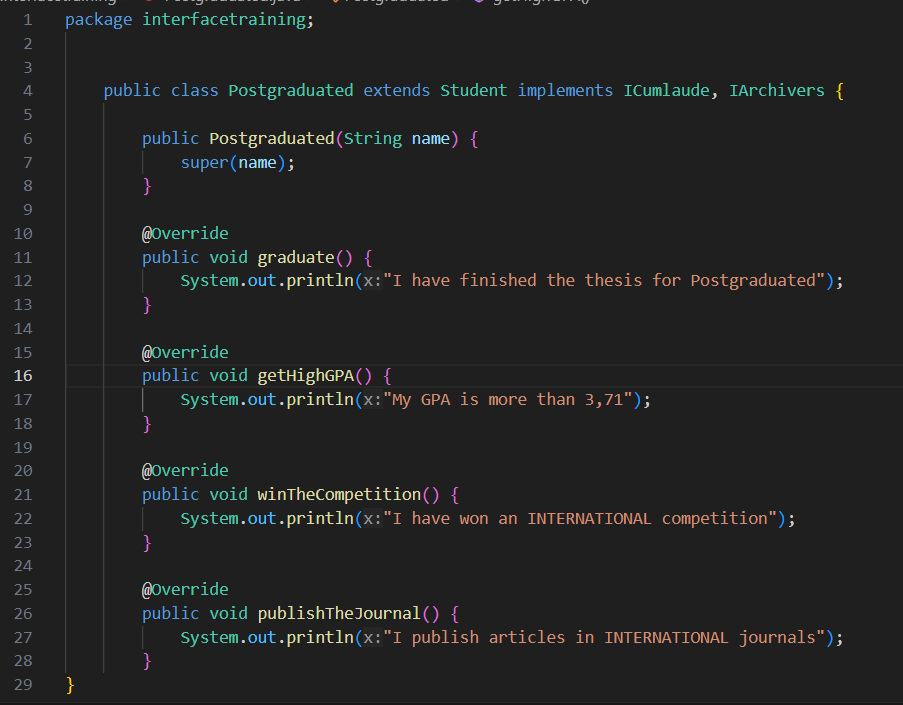 1 package interfacetraining;
2
3
4 public class Postgraduated extends Student implements ICumlaude, IArchivers {
5
6 public Postgraduated(String name) {
7 super(name);
8 }
9
10 @Override
11 public void graduate() {
12 System.out.println(x:"I have finished the thesis for Postgraduated");
13 }
14
15 @Override
16 public void getHighGPA() {
17 System.out.println(x:"My GPA is more than 3,71");
18 }
19
20 @Override
21 public void winTheCompetition() {
22 System.out.println(x:"I have won an INTERNATIONAL competition");
23 }
24
25 @Override
26 public void publishTheJournal() {
27 System.out.println(x:"I publish articles in INTERNATIONAL journals");
28 }
29 }